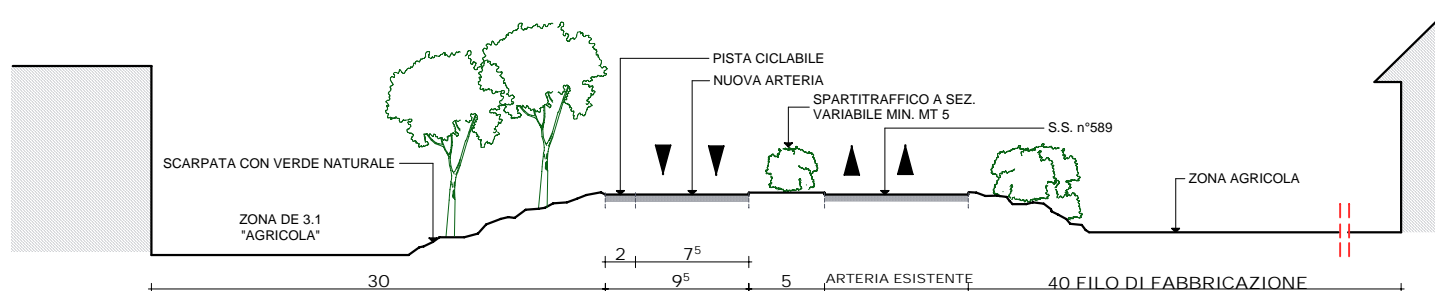 PISTA CICLABILE
NUOVA ARTERIA
SPARTITRAFFICO A SEZ.
VARIABILE MIN. MT 5
S.S. n°589
SCARPATA CON VERDE NATURALE
ZONA AGRICOLA
ZONA DE 3.1
"AGRICOLA"
2 7⁵
30 9⁵ 5 ARTERIA ESISTENTE 40 FILO DI FABBRICAZIONE